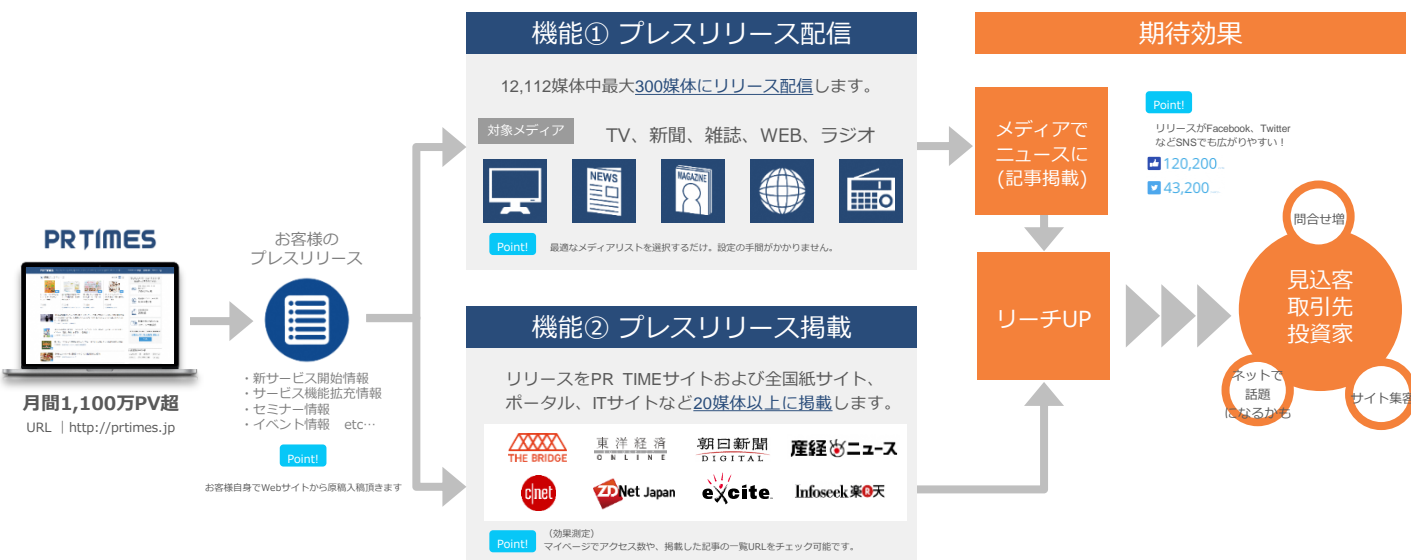 PR TIMES
月間1,100万PV超
URL ｜http://prtimes.jp
お客様の
プレスリリース
・新サービス開始情報
・サービス機能拡充情報
・セミナー情報
・イベント情報 etc…
Point!
お客様自身でWebサイトから原稿入稿頂きます
機能① プレスリリース配信
12,112媒体中最大300媒体にリリース配信します。
対象メディア
TV、新聞、雑誌、WEB、ラジオ
NEWS
MAGAZINE
Point!
最適なメディアリストを選択するだけ。設定の手間がかかりません。
機能② プレスリリース掲載
リリースをPR TIMEサイトおよび全国紙サイト、
ポータル、ITサイトなど20媒体以上に掲載します。
THE BRIDGE
東洋経済
ONLINE
朝日新聞
DIGITAL
産経ニュース
c|net
ZDNet Japan
excite.
Infoseek 楽天
Point!
（効果測定）
マイページでアクセス数や、掲載した記事の一覧URLをチェック可能です。
期待効果
メディアで
ニュースに
(記事掲載)
Point!
リリースがFacebook、Twitter
などSNSでも広がりやすい！
120,200
43,200
リーチUP
問合せ増
見込客
取引先
投資家
ネットで
話題
になるかも
サイト集客